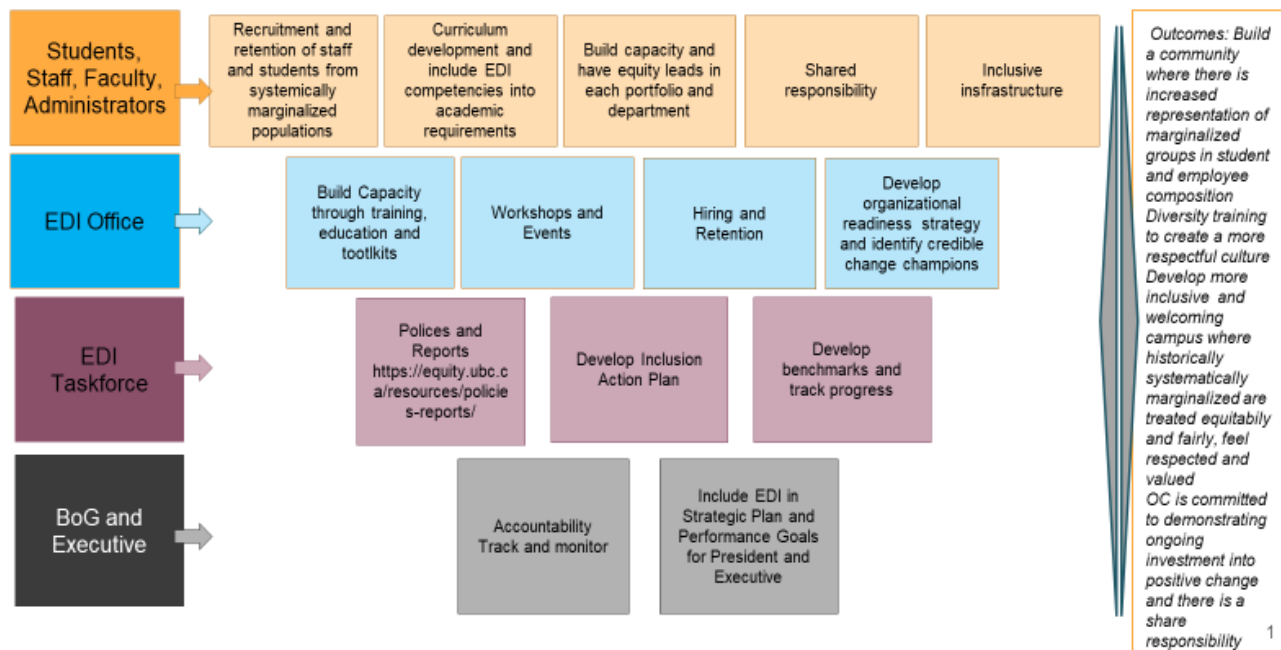 Students,
Staff, Faculty,
Administrators
Recruitment and
retention of staff
and students from
systemically
marginalized
populations
Curriculum
development and
include EDI
competencies into
academic
requirements
Build capacity and
have equity leads in
each portfolio and
department
Shared
responsibility
Inclusive
insfrastructure
EDI Office
Build Capacity
through training,
education and
tootlkits
Workshops and
Events
Hiring and
Retention
Develop
organizational
readiness strategy
and identify credible
change champions
EDI
Taskforce
Polices and
Reports
https://equity.ubc.c
a/resources/policie
s-reports/
Develop Inclusion
Action Plan
Develop
benchmarks and
track progress
BoG and
Executive
Accountability
Track and monitor
Include EDI in
Strategic Plan and
Performance Goals
for President and
Executive
Outcomes: Build
a community
where there is
increased
representation of
marginalized
groups in student
and employee
composition
Diversity training
to create a more
respectful culture
Develop more
inclusive and
welcoming
campus where
historically
systematically
marginalized are
treated equitabily
and fairly, feel
respected and
valued
OC is committed
to demonstrating
ongoing
investment into
positive change
and there is a
share
responsibility
1